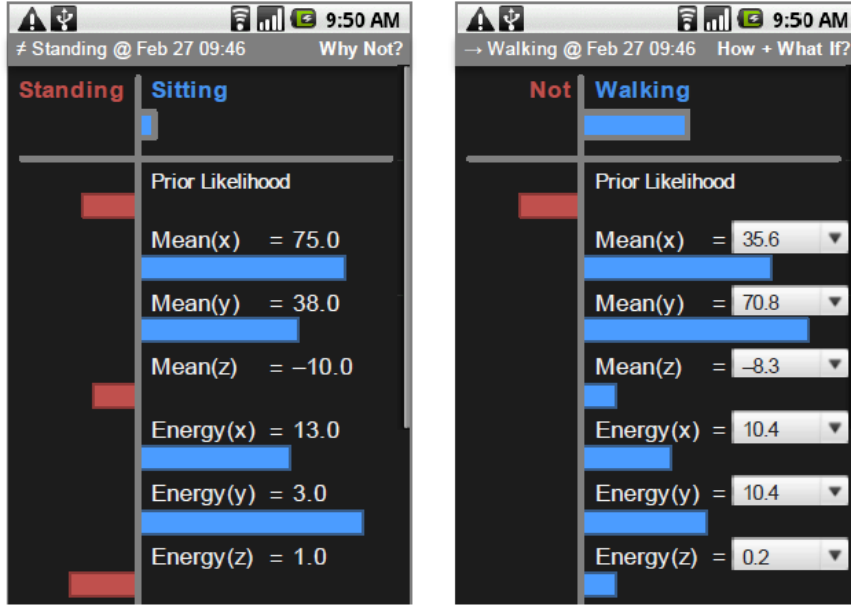 9:50 AM
≠ Standing @ Feb 27 09:46 Why Not?
Standing Sitting
Prior Likelihood
Mean(x) = 75.0
Mean(y) = 38.0
Mean(z) = –10.0
Energy(x) = 13.0
Energy(y) = 3.0
Energy(z) = 1.0
9:50 AM
→ Walking @ Feb 27 09:46 How + What If?
Not Walking
Prior Likelihood
Mean(x) = 35.6
Mean(y) = 70.8
Mean(z) = –8.3
Energy(x) = 10.4
Energy(y) = 10.4
Energy(z) = 0.2